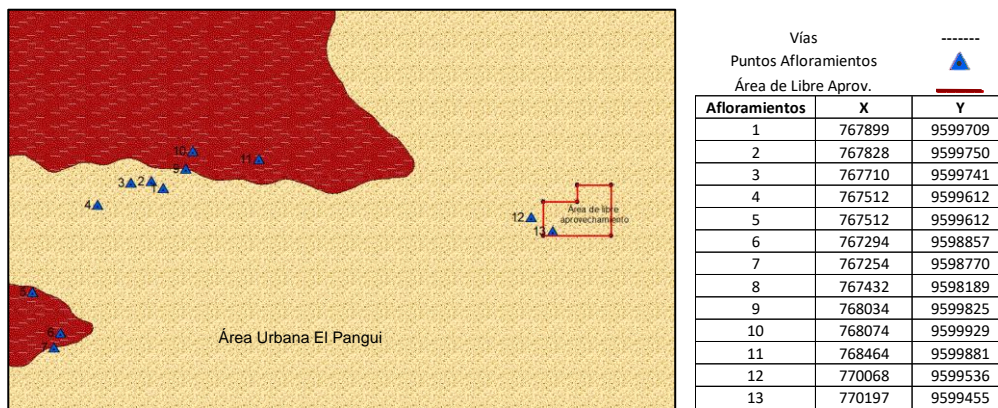 10
11
9
3
2
1
4
12
13
Área de libre
aprovechamiento
5
6
7
Área Urbana El Pangui
Vías -------
Puntos Afloramientos
Área de Libre Aprov.
Afloramientos X Y
1 767899 9599709
2 767828 9599750
3 767710 9599741
4 767512 9599612
5 767512 9599612
6 767294 9598857
7 767254 9598770
8 767432 9598189
9 768034 9599825
10 768074 9599929
11 768464 9599881
12 770068 9599536
13 770197 9599455